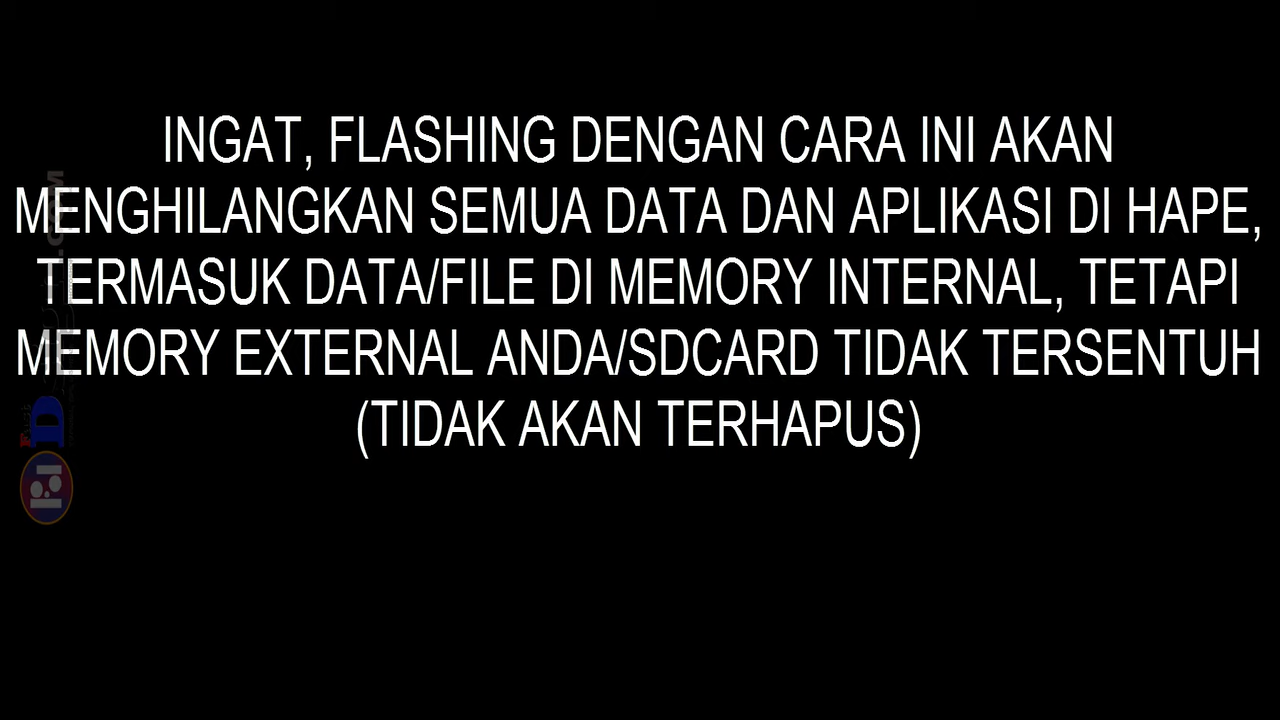 INGAT, FLASHING DENGAN CARA INI AKAN
MENGHILANGKAN SEMUA DATA DAN APLIKASI DI HAPE,
TERMASUK DATA/FILE DI MEMORY INTERNAL, TETAPI
MEMORY EXTERNAL ANDA/SDCARD TIDAK TERSENTUH
(TIDAK AKAN TERHAPUS)